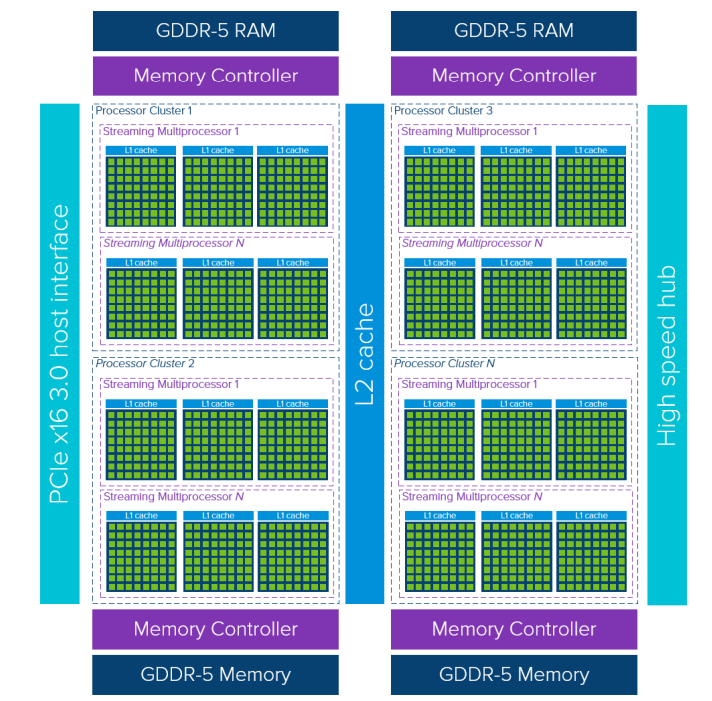 GDDR-5 RAM
GDDR-5 RAM
Memory Controller
Memory Controller
PCIe x16 3.0 host interface
Processor Cluster 1
Streaming Multiprocessor 1
L1 cache
L1 cache
L1 cache
Streaming Multiprocessor N
L1 cache
L1 cache
L1 cache
Processor Cluster 2
Streaming Multiprocessor 1
L1 cache
L1 cache
L1 cache
Streaming Multiprocessor N
L1 cache
L1 cache
L1 cache
L2 cache
Processor Cluster 3
Streaming Multiprocessor 1
L1 cache
L1 cache
L1 cache
Streaming Multiprocessor N
L1 cache
L1 cache
L1 cache
Processor Cluster N
Streaming Multiprocessor 1
L1 cache
L1 cache
L1 cache
Streaming Multiprocessor N
L1 cache
L1 cache
L1 cache
High speed hub
Memory Controller
Memory Controller
GDDR-5 Memory
GDDR-5 Memory